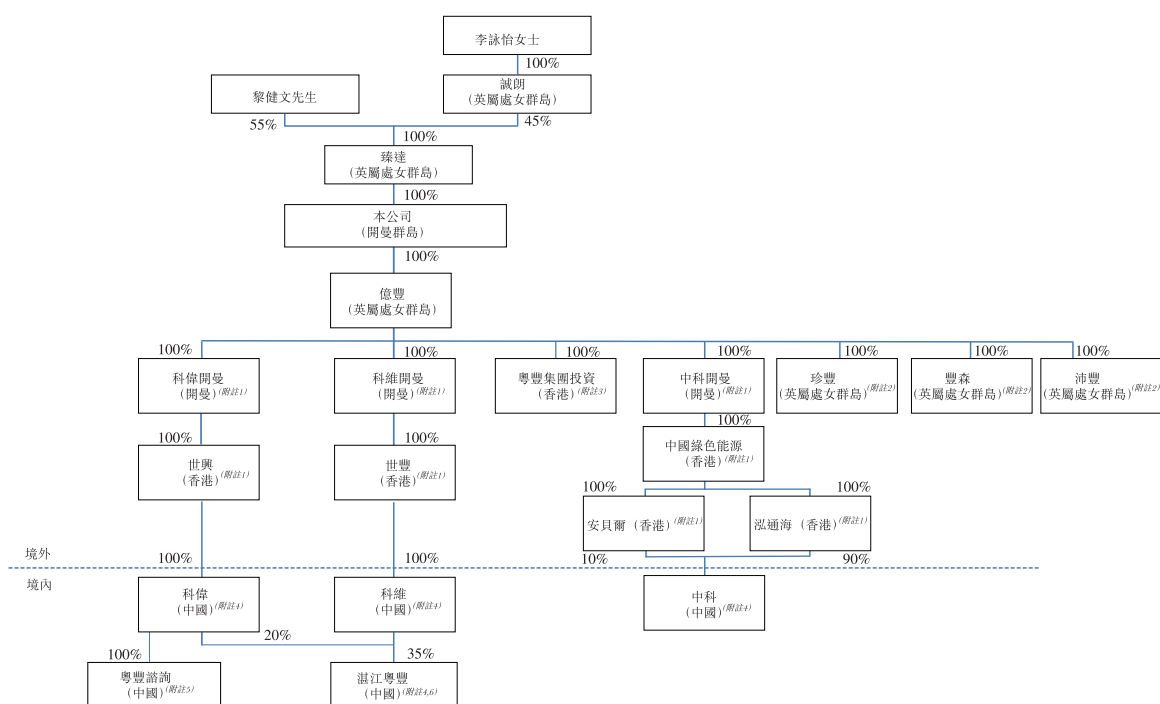 李詠怡女士
100%
黎健文先生
誠朗
(英屬處女群島)
55%
45%
100%
臻達
(英屬處女群島)
100%
本公司
(開曼群島)
100%
億豐
(英屬處女群島)
100%
100%
100%
100%
100%
100%
100%
科偉開曼
(開曼)(附註1)
科維開曼
(開曼)(附註1)
粵豐集團投資
(香港)(附註3)
中科開曼
(開曼)(附註1)
珍豐
(英屬處女群島)(附註2)
豐森
(英屬處女群島)(附註2)
沛豐
(英屬處女群島)(附註2)
100%
100%
100%
世興
(香港)(附註1)
世豐
(香港)(附註1)
中國綠色能源
(香港)(附註1)
100%
100%
安貝爾 (香港)(附註1)
泓通海 (香港)(附註1)
境外
100%
100%
10%
90%
境內
科偉
(中國)(附註4)
科維
(中國)(附註4)
中科
(中國)(附註4)
20%
100%
35%
粵豐諮詢
(中國)(附註5)
湛江粵豐
(中國)(附註4,6)